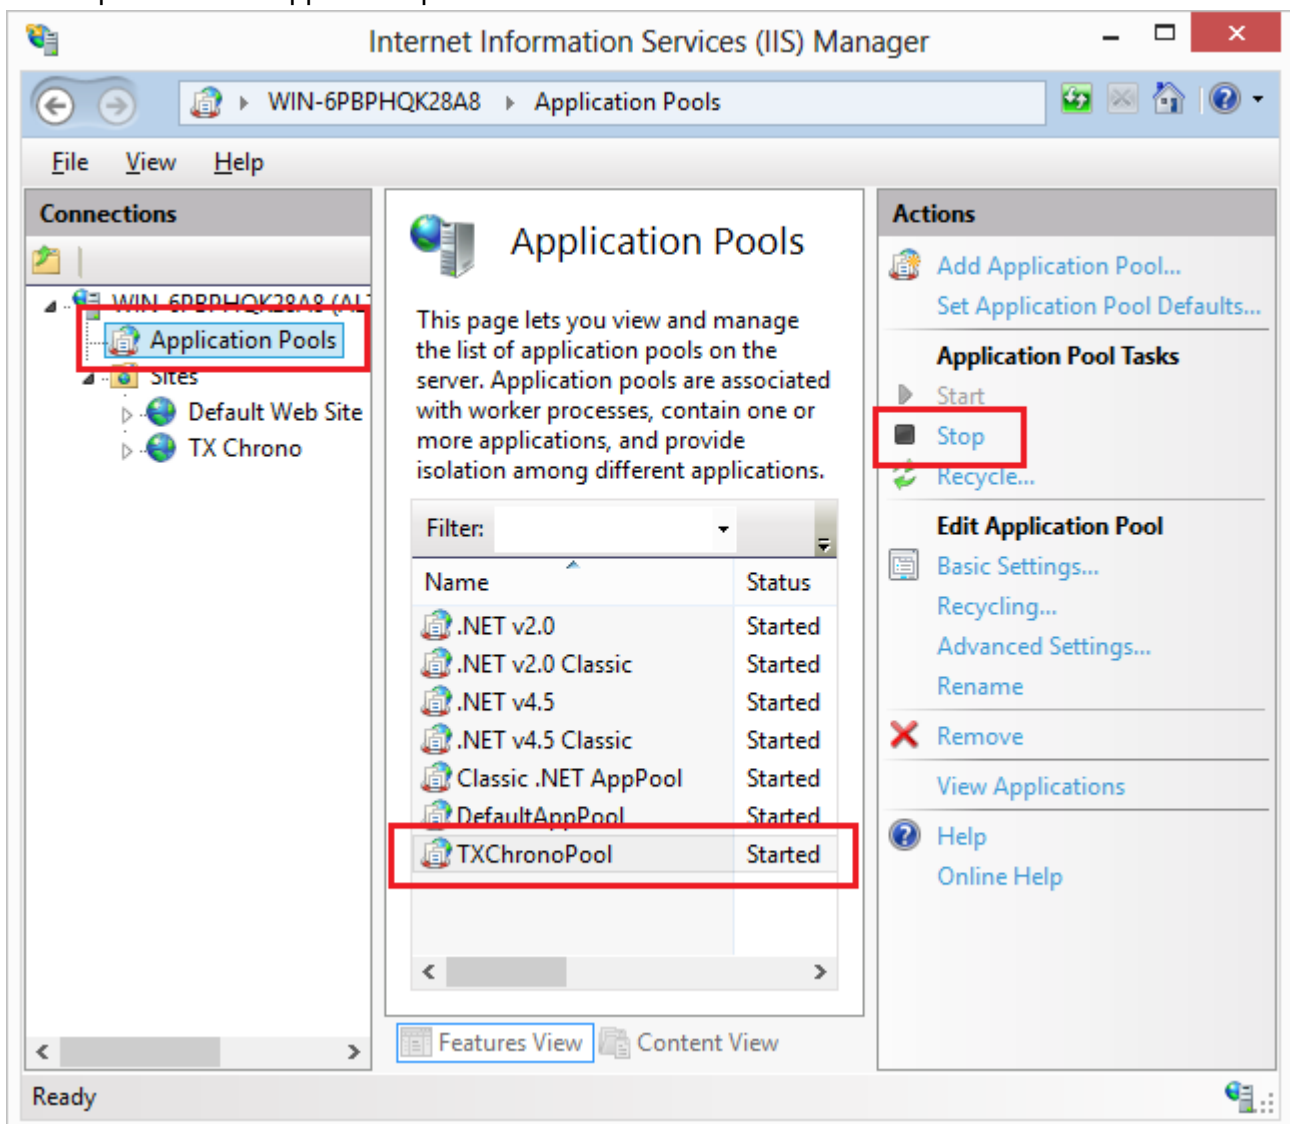 Internet Information Services (IIS) Manager
WIN-6PBPHQK28A8 Application Pools
File View Help
Connections
WIN-6PBPHQK28A8 (AL
Application Pools
Sites
Default Web Site
TX Chrono
Application Pools
This page lets you view and manage
the list of application pools on the
server. Application pools are associated
with worker processes, contain one or
more applications, and provide
isolation among different applications.
Filter:
Name Status
.NET v2.0 Started
.NET v2.0 Classic Started
.NET v4.5 Started
.NET v4.5 Classic Started
Classic .NET AppPool Started
DefaultAppPool Started
TXChronoPool Started
Features View Content View
Actions
Add Application Pool...
Set Application Pool Defaults...
Application Pool Tasks
Start
Stop
Recycle...
Edit Application Pool
Basic Settings...
Recycling...
Advanced Settings...
Rename
Remove
View Applications
Help
Online Help
Ready